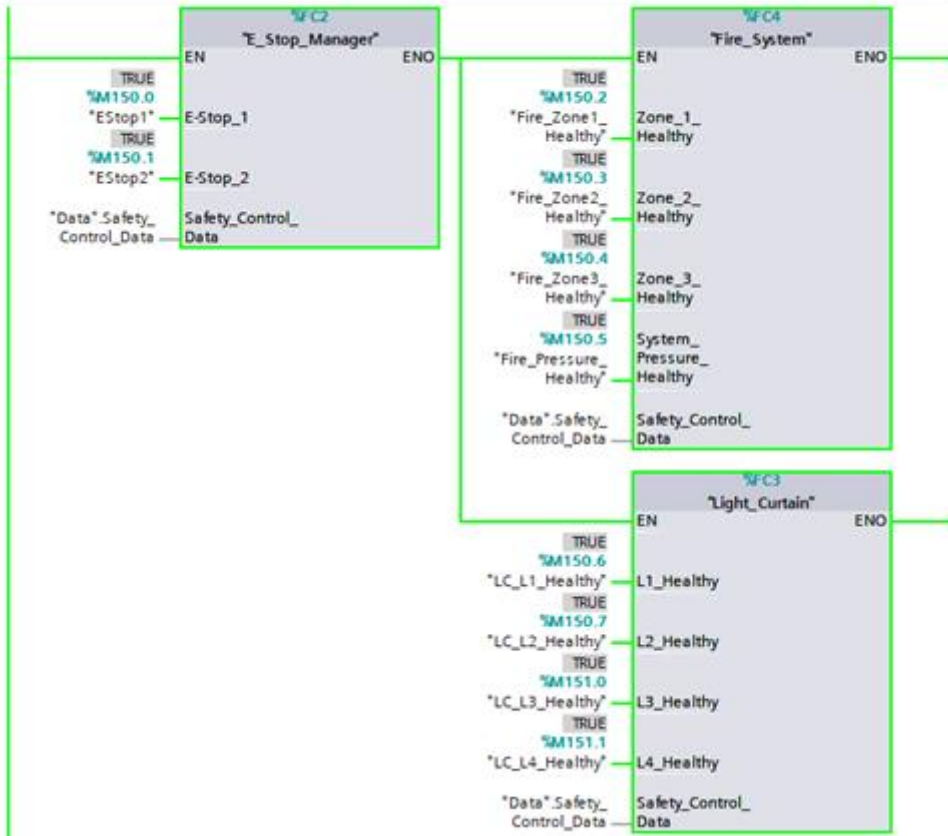 %FC2
"E_Stop_Manager"
EN ENO
TRUE
%M150.0
"EStop1" E-Stop_1
TRUE
%M150.1
"EStop2" E-Stop_2
"Data".Safety_ Safety_Control_
Control_Data Data
%FC4
"Fire_System"
EN ENO
TRUE
%M150.2
"Fire_Zone1_ Zone_1_
Healthy" Healthy
TRUE
%M150.3
"Fire_Zone2_ Zone_2_
Healthy" Healthy
TRUE
%M150.4
"Fire_Zone3_ Zone_3_
Healthy" Healthy
TRUE
%M150.5 System_
"Fire_Pressure_ Pressure_
Healthy" Healthy
"Data".Safety_ Safety_Control_
Control_Data Data
%FC3
"Light_Curtain"
EN ENO
TRUE
%M150.6
"LC_L1_Healthy" L1_Healthy
TRUE
%M150.7
"LC_L2_Healthy" L2_Healthy
TRUE
%M151.0
"LC_L3_Healthy" L3_Healthy
TRUE
%M151.1
"LC_L4_Healthy" L4_Healthy
"Data".Safety_ Safety_Control_
Control_Data Data